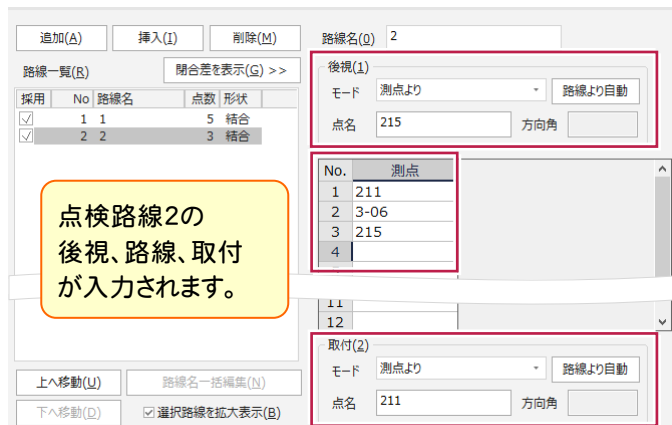 追加(A) 挿入(I) 削除(M)
路線一覧(R) 閉合差を表示(G) >>
採用 No 路線名 点数 形状
1 1 5 結合
2 2 3 結合
点検路線2の
後視、路線、取付
が入力されます。
上へ移動(U) 路線名一括編集(N)
下へ移動(D) 選択路線を拡大表示(B)
路線名(0) 2
後視(1)
モード 測点より 路線より自動
点名 215 方向角
No. 測点
1 211
2 3-06
3 215
4
11
12
取付(2)
モード 測点より 路線より自動
点名 211 方向角